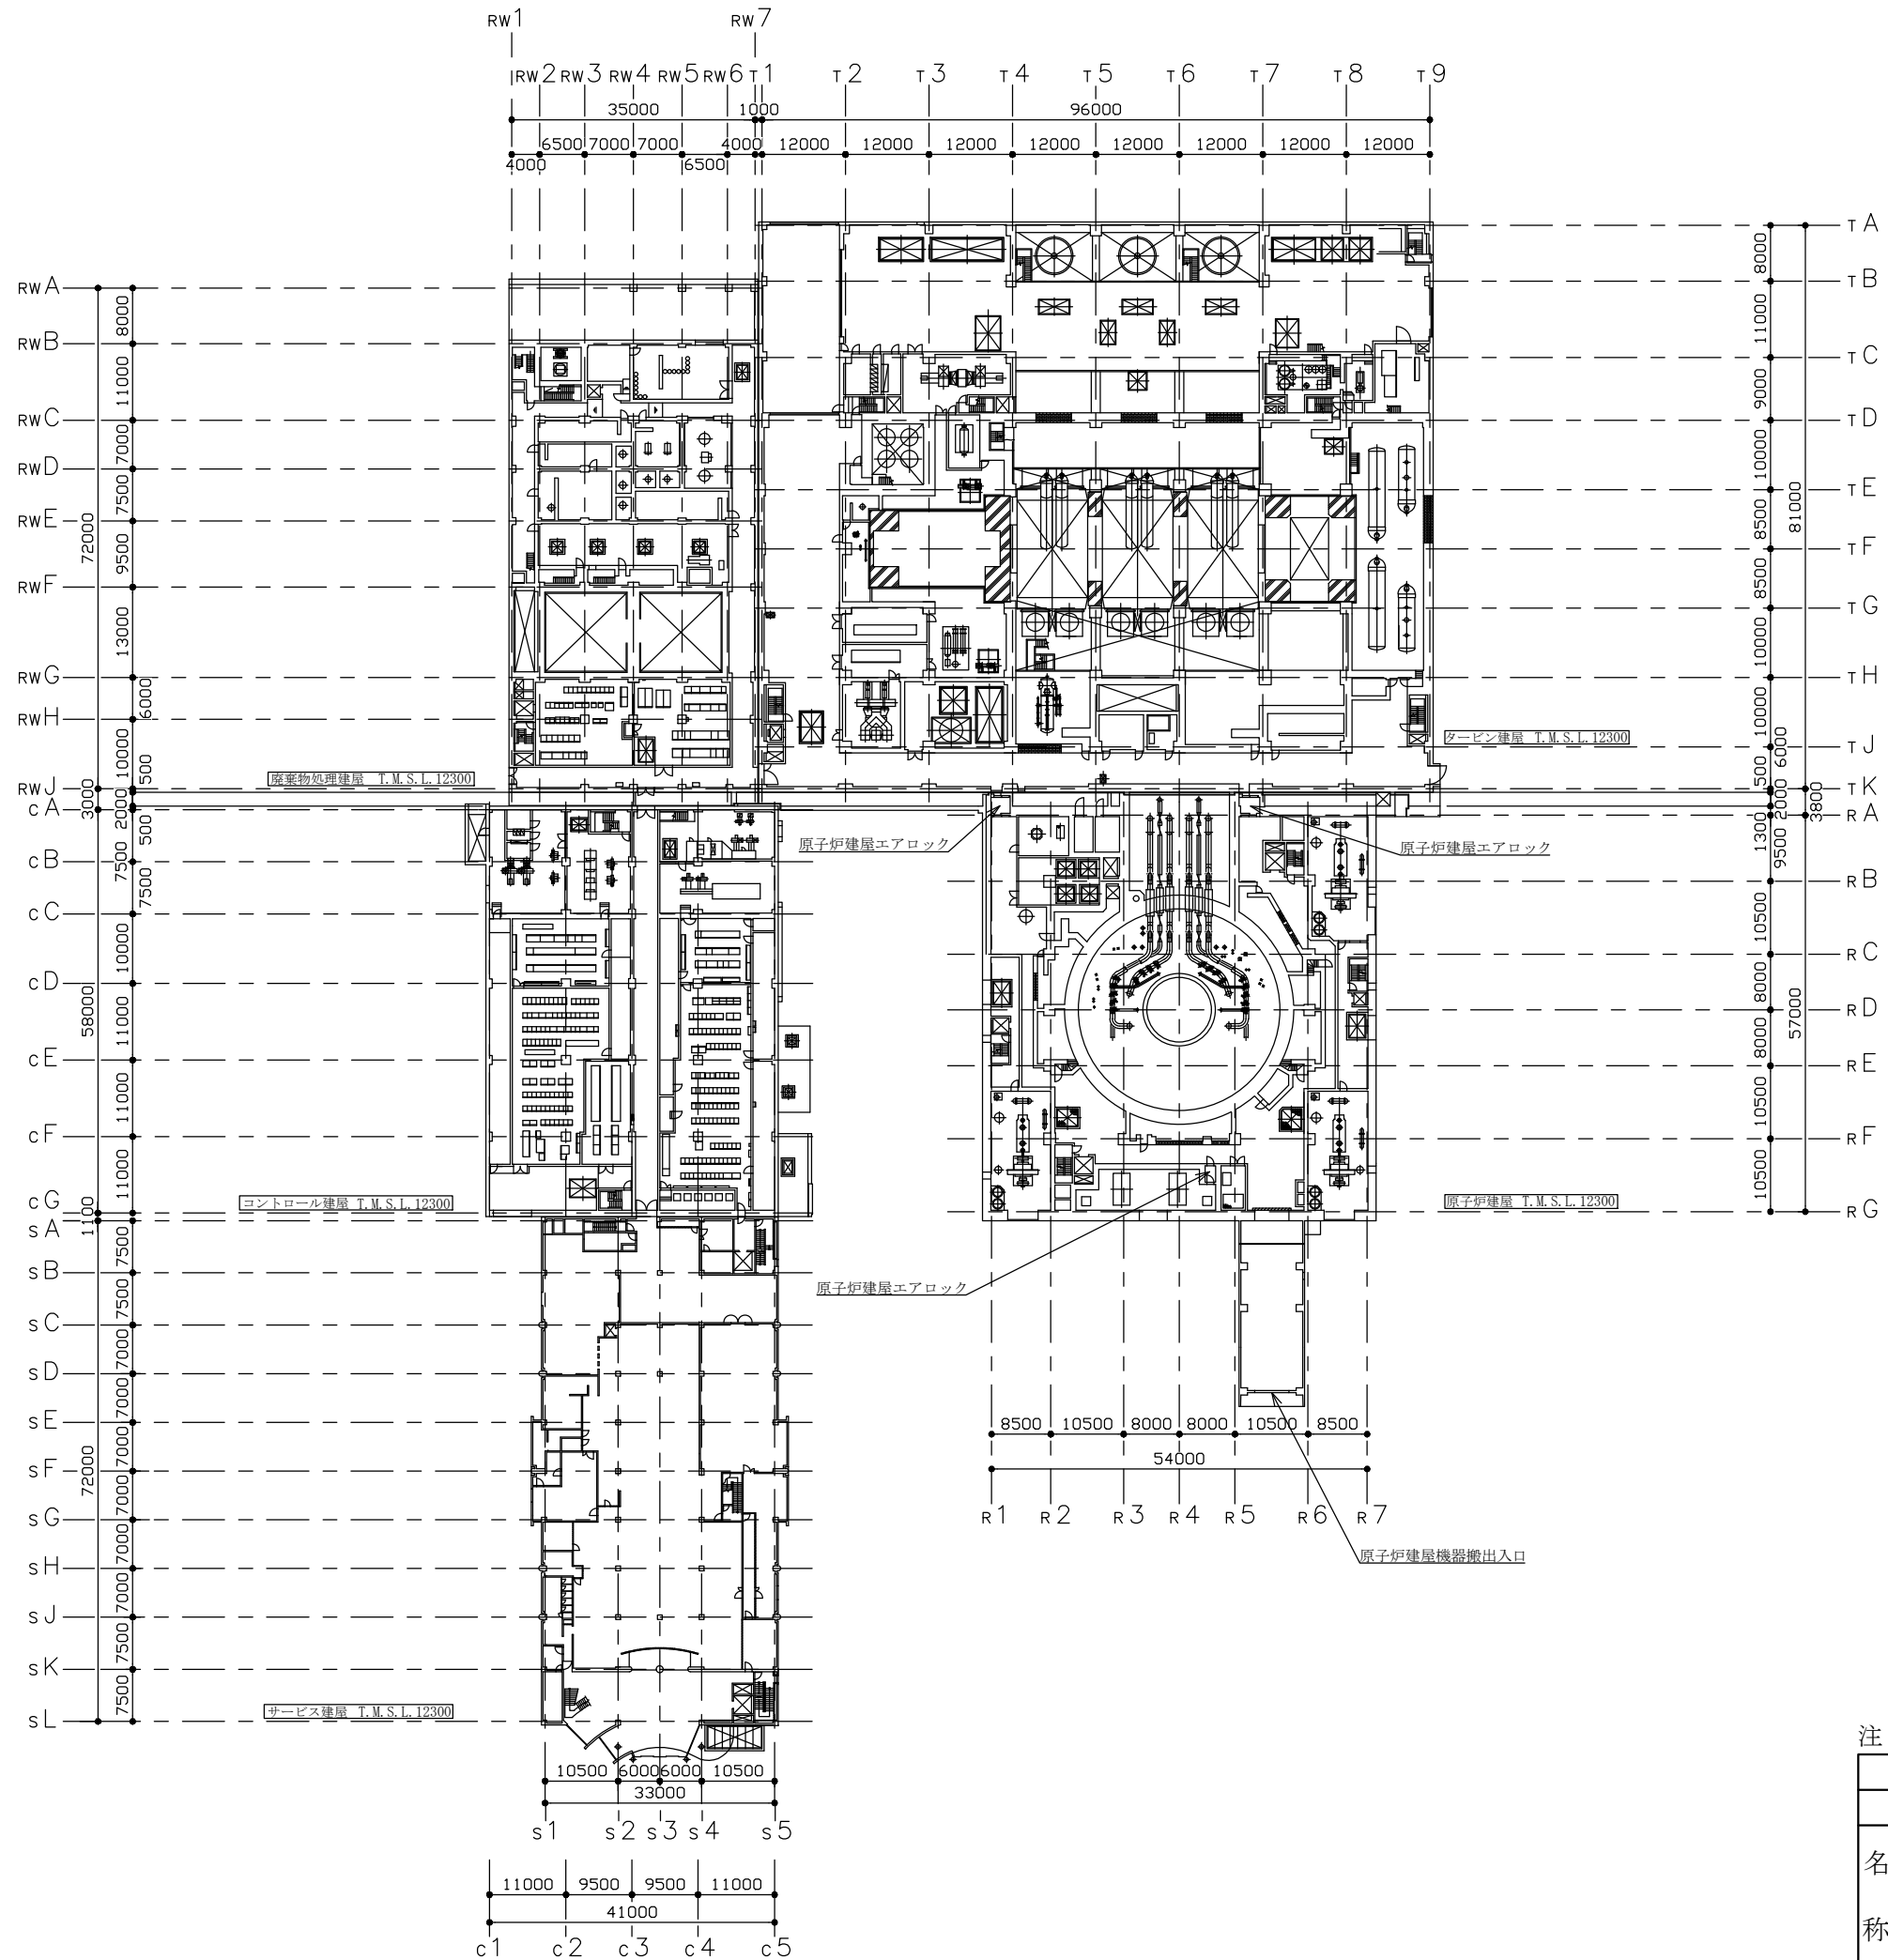 RW1 RW7
RW2 RW3 RW4 RW5 RW6 T1 T2 T3 T4 T5 T6 T7 T8 T9
35000 1000 96000
6500 7000 7000 4000 12000 12000 12000 12000 12000 12000 12000 12000
4000 6500
RWA
RWB
RWC
RWD
RWE
RWF
RWG
RWH
RWJ
cA
cB
cC
cD
cE
cF
cG
sA
sB
sC
sD
sE
sF
sG
sH
sJ
sK
sL
72000
3000
58000
1100
72000
8000
11000
7000
7500
9500
13000
6000
10000
500
2000
500
7500
7500
10000
11000
11000
11000
7500
7500
7000
7000
7000
7000
7000
7000
7500
7500
TA
TB
TC
TD
TE
TF
TG
TH
TJ
TK
RA
RB
RC
RD
RE
RF
RG
8000
11000
9000
10000
8500
8500
10000
10000
6000
500
2000
1300
9500
10500
8000
8000
10500
10500
81000
3800
57000
タービン建屋 T.M.S.L.12300
廃棄物処理建屋 T.M.S.L.12300
原子炉建屋エアロック
原子炉建屋エアロック
コントロール建屋 T.M.S.L.12300
原子炉建屋 T.M.S.L.12300
原子炉建屋エアロック
8500 10500 8000 8000 10500 8500
54000
R1 R2 R3 R4 R5 R6 R7
原子炉建屋機器搬出入口
サービス建屋 T.M.S.L.12300
10500 6000 6000 10500
33000
s1 s2 s3 s4 s5
11000 9500 9500 11000
41000
c1 c2 c3 c4 c5
注
名
称